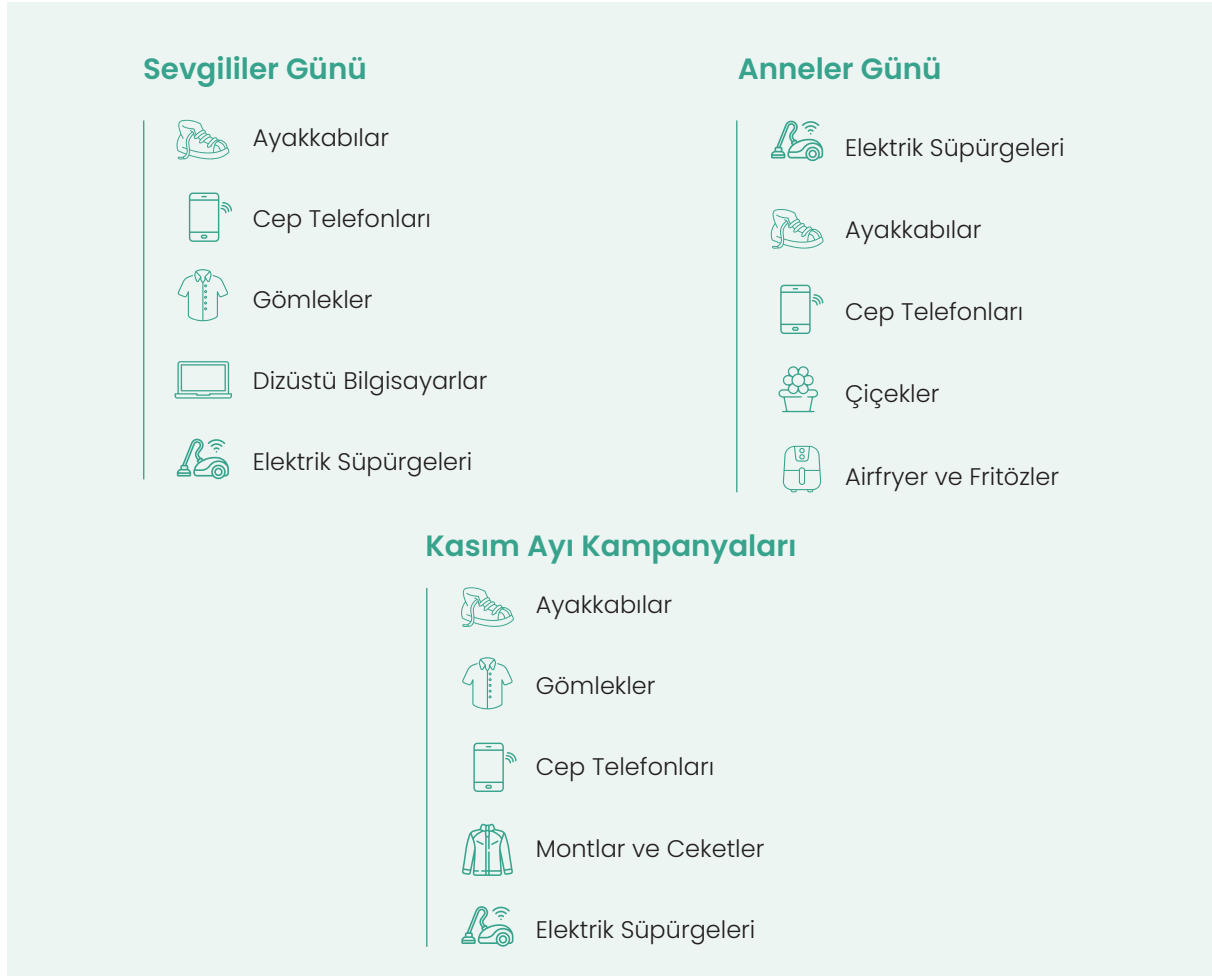 Sevgililer Günü
Ayakkabılar
Cep Telefonları
Gömlekler
Dizüstü Bilgisayarlar
Elektrik Süpürgeleri
Anneler Günü
Elektrik Süpürgeleri
Ayakkabılar
Cep Telefonları
Çiçekler
Airfryer ve Fritözler
Kasım Ayı Kampanyaları
Ayakkabılar
Gömlekler
Cep Telefonları
Montlar ve Ceketler
Elektrik Süpürgeleri